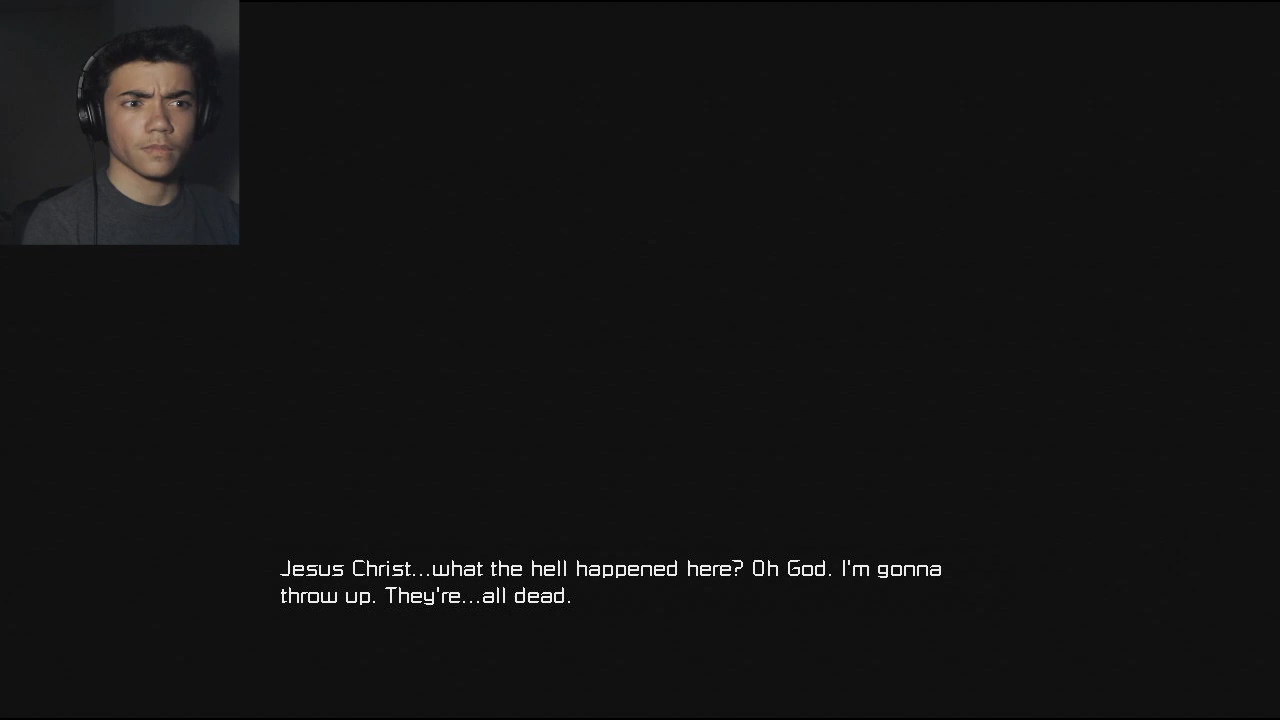 Jesus Christ...what the hell happened here? Oh God. I'm gonna
throw up. They're...all dead.